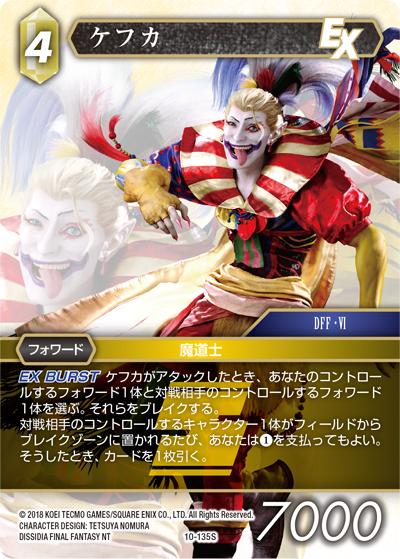 4
ケフカ
EX
DFF・VI
フォワード
魔道士
EX BURST ケフカがアタックしたとき、あなたのコントロー
ルするフォワード1体と対戦相手のコントロールするフォワード
1体を選ぶ。それらをブレイクする。
対戦相手のコントロールするキャラクター1体がフィールドから
ブレイクゾーンに置かれるたび、あなたは❶を支払ってもよい。
そうしたとき、カードを1枚引く。
© 2018 KOEI TECMO GAMES/SQUARE ENIX CO., LTD. All Rights Reserved.
CHARACTER DESIGN: TETSUYA NOMURA
DISSIDIA FINAL FANTASY NT
10-135S
7000